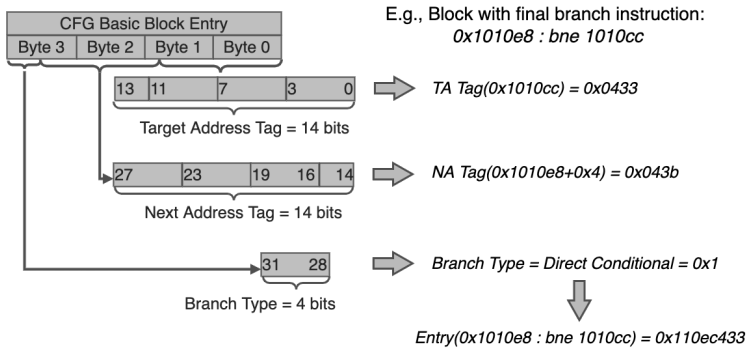 CFG Basic Block Entry
Byte 3 Byte 2 Byte 1 Byte 0
E.g., Block with final branch instruction:
0x1010e8 : bne 1010cc
13 11 7 3 0
Target Address Tag = 14 bits
TA Tag(0x1010cc) = 0x0433
27 23 19 16 14
Next Address Tag = 14 bits
NA Tag(0x1010e8+0x4) = 0x043b
31 28
Branch Type = 4 bits
Branch Type = Direct Conditional = 0x1
Entry(0x1010e8 : bne 1010cc) = 0x110ec433